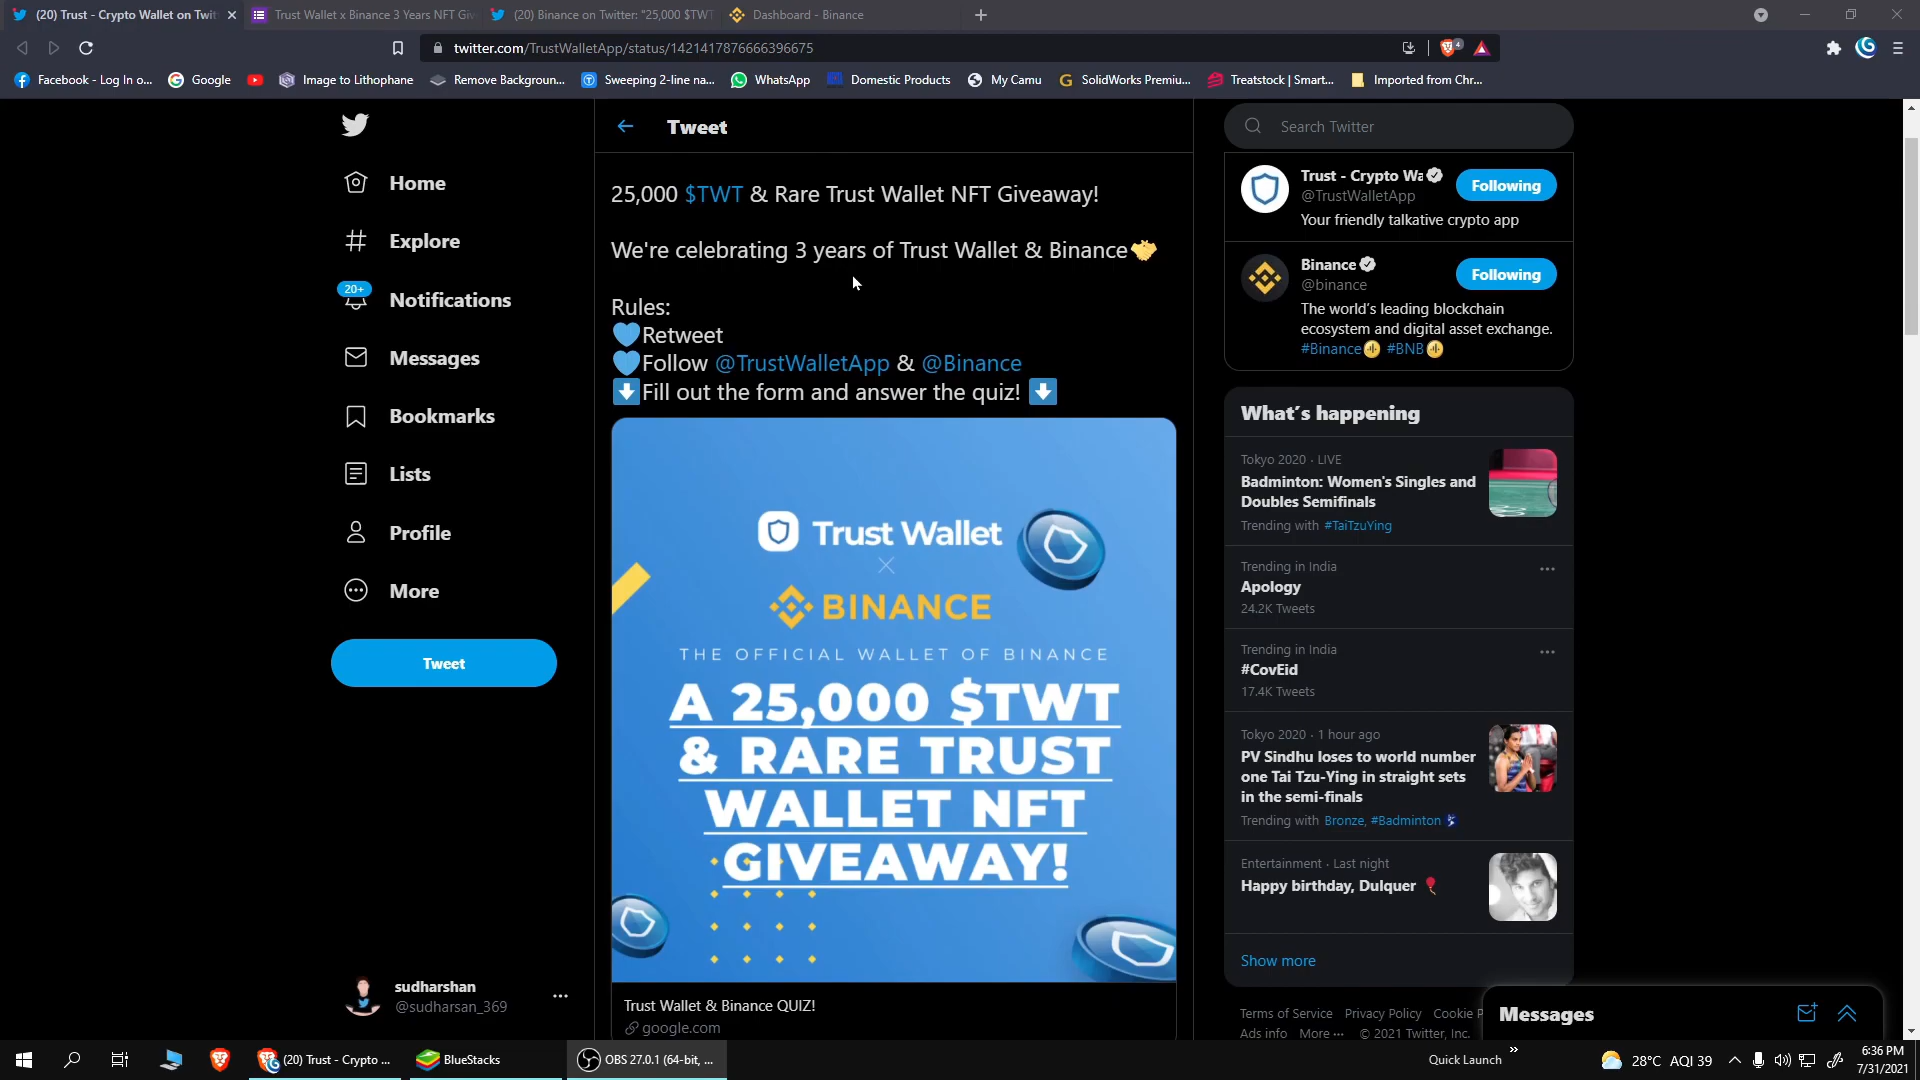 (20) Trust - Crypto Wallet on Twit
Trust Wallet x Binance 3 Years NFT Giv
(20) Binance on Twitter: "25,000 $TWT
Dashboard - Binance
twitter.com/TrustWalletApp/status/1421417876666396675
4
Facebook - Log In o...
Google
Image to Lithophane
Remove Backgroun...
Sweeping 2-line na...
WhatsApp
Domestic Products
My Camu
SolidWorks Premiu...
Treatstock | Smart...
Imported from Chr...
Home
Explore
20+
Notifications
Messages
Bookmarks
Lists
Profile
More
Tweet
sudharshan
@sudharsan_369
Tweet
25,000 $TWT & Rare Trust Wallet NFT Giveaway!
We're celebrating 3 years of Trust Wallet & Binance
Rules:
Retweet
Follow @TrustWalletApp & @Binance
Fill out the form and answer the quiz!
Trust Wallet
BINANCE
THE OFFICIAL WALLET OF BINANCE
A 25,000 $TWT
& RARE TRUST
WALLET NFT
GIVEAWAY!
Trust Wallet & Binance QUIZ!
google.com
Search Twitter
Trust - Crypto Wa
@TrustWalletApp
Following
Your friendly talkative crypto app
Binance
@binance
Following
The world's leading blockchain
ecosystem and digital asset exchange.
#Binance #BNB
What's happening
Tokyo 2020 · LIVE
Badminton: Women's Singles and
Doubles Semifinals
Trending with #TaiTzuYing
Trending in India
Apology
24.2K Tweets
Trending in India
#CovEid
17.4K Tweets
Tokyo 2020 · 1 hour ago
PV Sindhu loses to world number
one Tai Tzu-Ying in straight sets
in the semi-finals
Trending with Bronze, #Badminton
Entertainment · Last night
Happy birthday, Dulquer
Show more
Terms of Service Privacy Policy Cookie P
Ads info More ··· © 2021 Twitter, Inc.
Messages
(20) Trust - Crypto ...
BlueStacks
OBS 27.0.1 (64-bit, ...
Quick Launch
28°C AQI 39
6:36 PM
7/31/2021